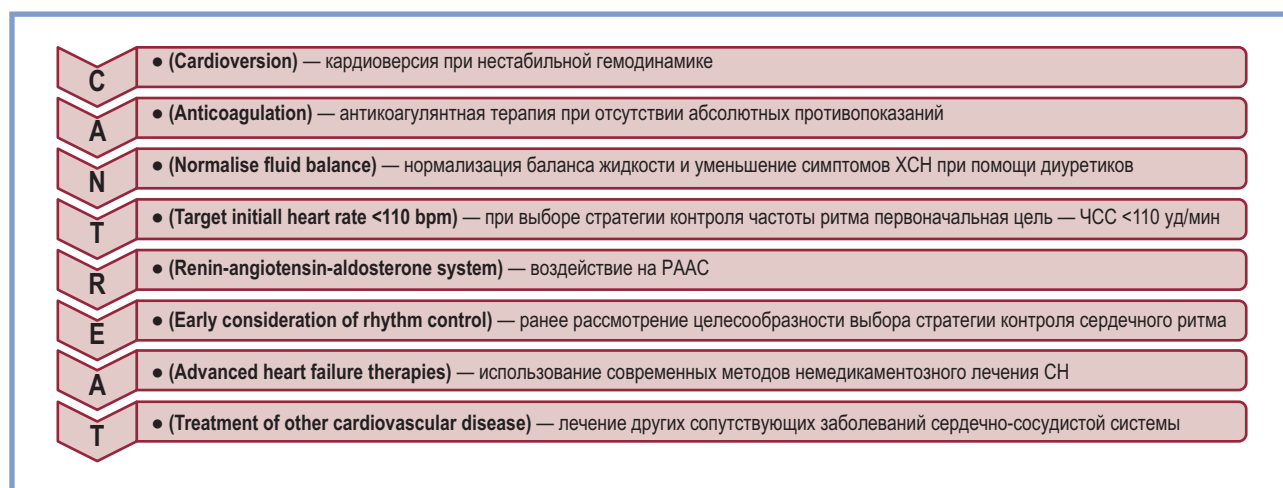 C
● (Cardioversion) — кардиоверсия при нестабильной гемодинамике
A
● (Anticoagulation) — антикоагулянтная терапия при отсутствии абсолютных противопоказаний
N
● (Normalise fluid balance) — нормализация баланса жидкости и уменьшение симптомов ХСН при помощи диуретиков
T
● (Target initiall heart rate <110 bpm) — при выборе стратегии контроля частоты ритма первоначальная цель — ЧСС <110 уд/мин
R
● (Renin-angiotensin-aldosterone system) — воздействие на РААС
E
● (Early consideration of rhythm control) — ранее рассмотрение целесообразности выбора стратегии контроля сердечного ритма
A
● (Advanced heart failure therapies) — использование современных методов немедикаментозного лечения СН
T
● (Treatment of other cardiovascular disease) — лечение других сопутствующих заболеваний сердечно-сосудистой системы